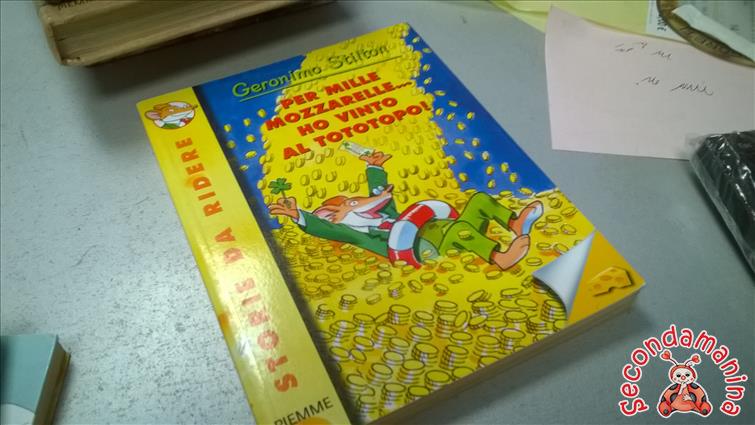 Geronimo Stilton
PER MILLE
MOZZARELLE...
HO VINTO
AL TOTOTOPO!
STORIE DA RIDERE
PIEMME
secondamanina